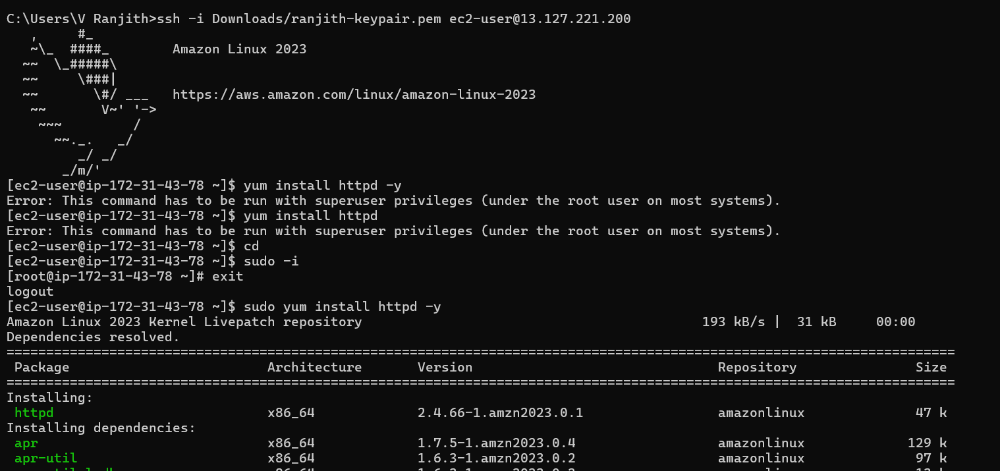 C:\Users\V Ranjith>ssh -i Downloads/ranjith-keypair.pem ec2-user@13.127.221.200
   ,     #_
   ~\_  ####_        Amazon Linux 2023
  ~~  \_#####\
  ~~     \###|
  ~~       \#/ ___   https://aws.amazon.com/linux/amazon-linux-2023
   ~~       V~' '->
    ~~~         /
      ~~._.   _/
         _/ _/
       _/m/'
[ec2-user@ip-172-31-43-78 ~]$ yum install httpd -y
Error: This command has to be run with superuser privileges (under the root user on most systems).
[ec2-user@ip-172-31-43-78 ~]$ yum install httpd
Error: This command has to be run with superuser privileges (under the root user on most systems).
[ec2-user@ip-172-31-43-78 ~]$ cd
[ec2-user@ip-172-31-43-78 ~]$ sudo -i
[root@ip-172-31-43-78 ~]# exit
logout
[ec2-user@ip-172-31-43-78 ~]$ sudo yum install httpd -y
Amazon Linux 2023 Kernel Livepatch repository                                           193 kB/s |  31 kB     00:00
Dependencies resolved.
========================================================================================================================
 Package                         Architecture       Version                               Repository               Size
========================================================================================================================
Installing:
 httpd                           x86_64             2.4.66-1.amzn2023.0.1                 amazonlinux              47 k
Installing dependencies:
 apr                             x86_64             1.7.5-1.amzn2023.0.4                  amazonlinux             129 k
 apr-util                        x86_64             1.6.3-1.amzn2023.0.2                  amazonlinux              97 k